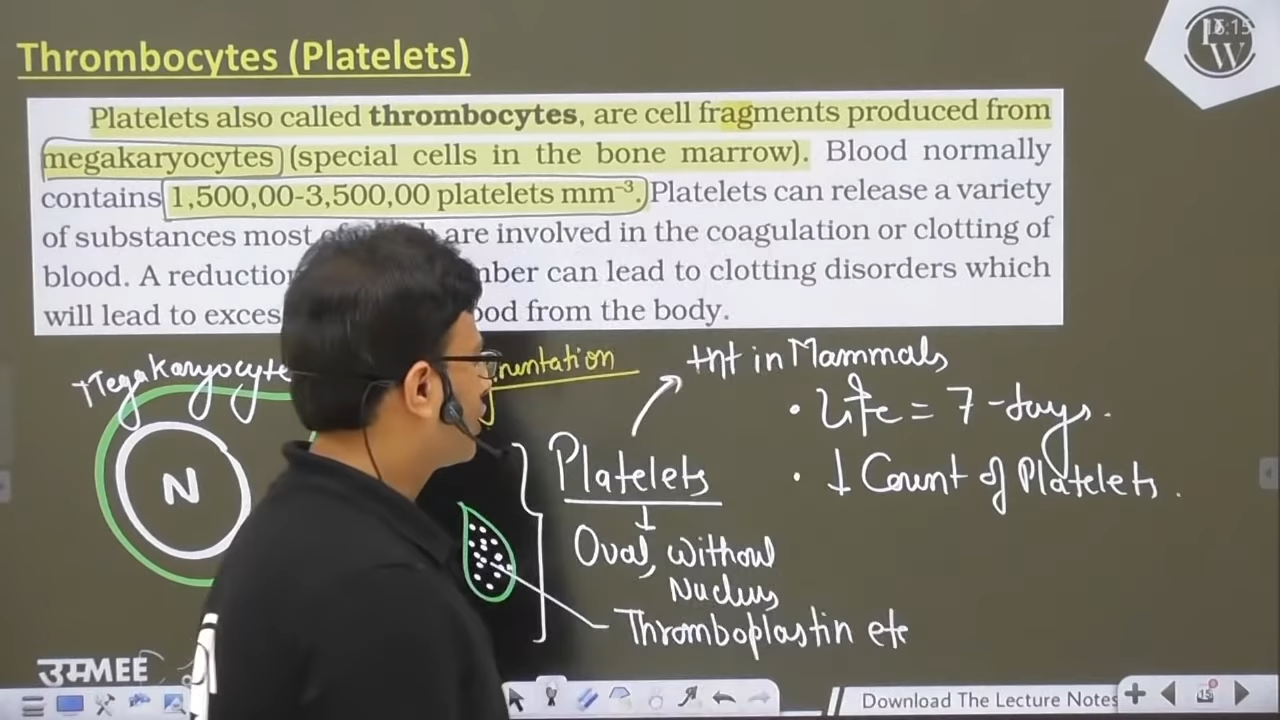 Thrombocytes (Platelets)
Platelets also called thrombocytes, are cell fragments produced from
megakaryocytes (special cells in the bone marrow). Blood normally
contains 1,500,00-3,500,00 platelets mm⁻³. Platelets can release a variety
of substances most are involved in the coagulation or clotting of
blood. A can lead to clotting disorders which
will lead to from the body.
Megakaryocyte
N
+nt in Mammals
• Life = 7-days.
• ↓ Count of Platelets.
Platelets
↓
Oval, without
Nucleus
Thromboplastin etc
उम्MEE
Download The Lecture Notes
15
PW